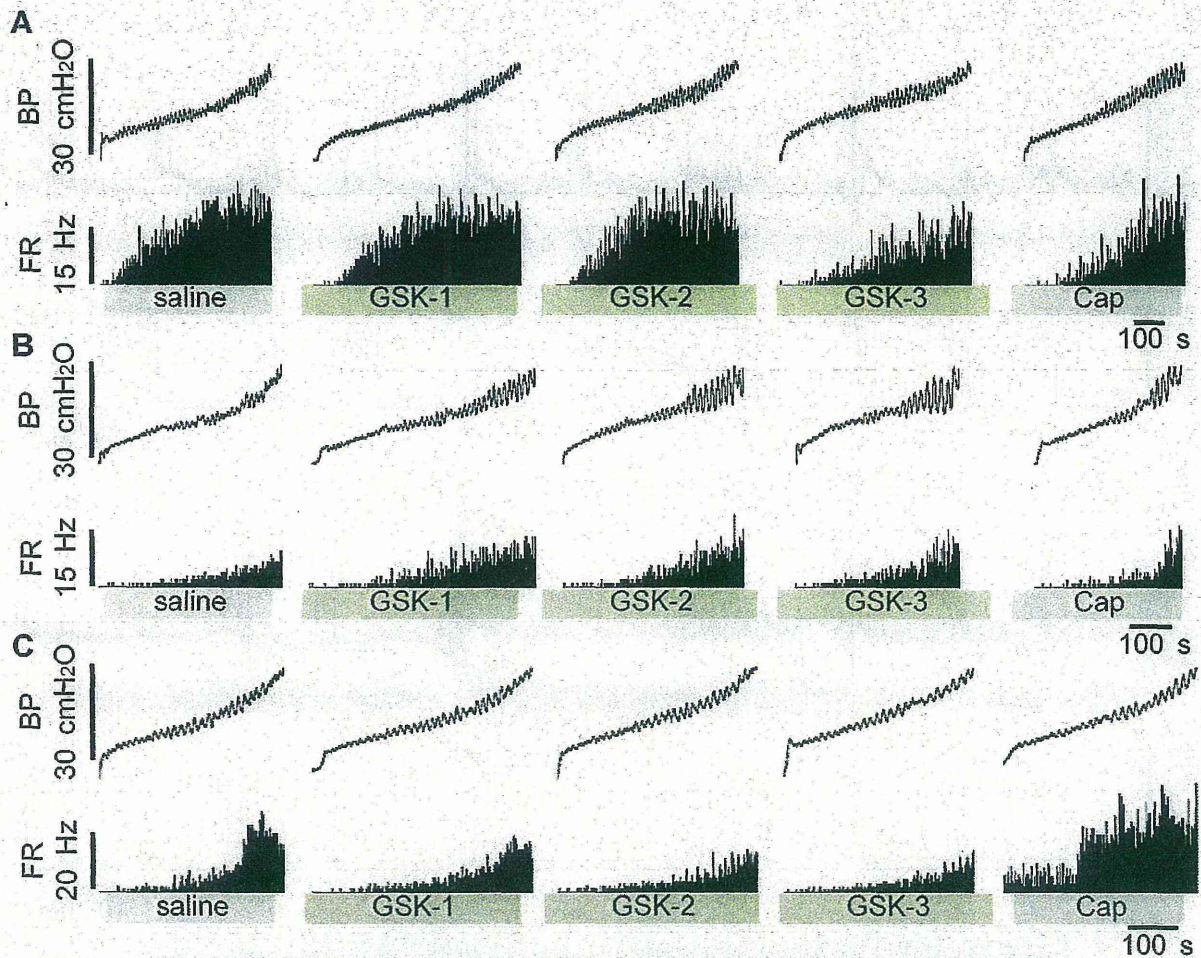 A
BP
30 cmH2O
FR
15 Hz
saline GSK-1 GSK-2 GSK-3 Cap
100 s
B
BP
30 cmH2O
FR
15 Hz
saline GSK-1 GSK-2 GSK-3 Cap
100 s
C
BP
30 cmH2O
FR
20 Hz
saline GSK-1 GSK-2 GSK-3 Cap
100 s